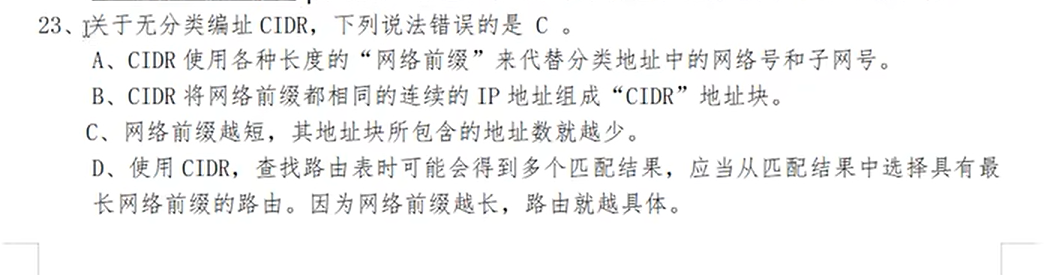 23、关于无分类编址 CIDR，下列说法错误的是 C 。
A、CIDR 使用各种长度的“网络前缀”来代替分类地址中的网络号和子网号。
B、CIDR 将网络前缀都相同的连续的 IP 地址组成“CIDR”地址块。
C、网络前缀越短，其地址块所包含的地址数就越少。
D、使用 CIDR，查找路由表时可能会得到多个匹配结果，应当从匹配结果中选择具有最
长网络前缀的路由。因为网络前缀越长，路由就越具体。